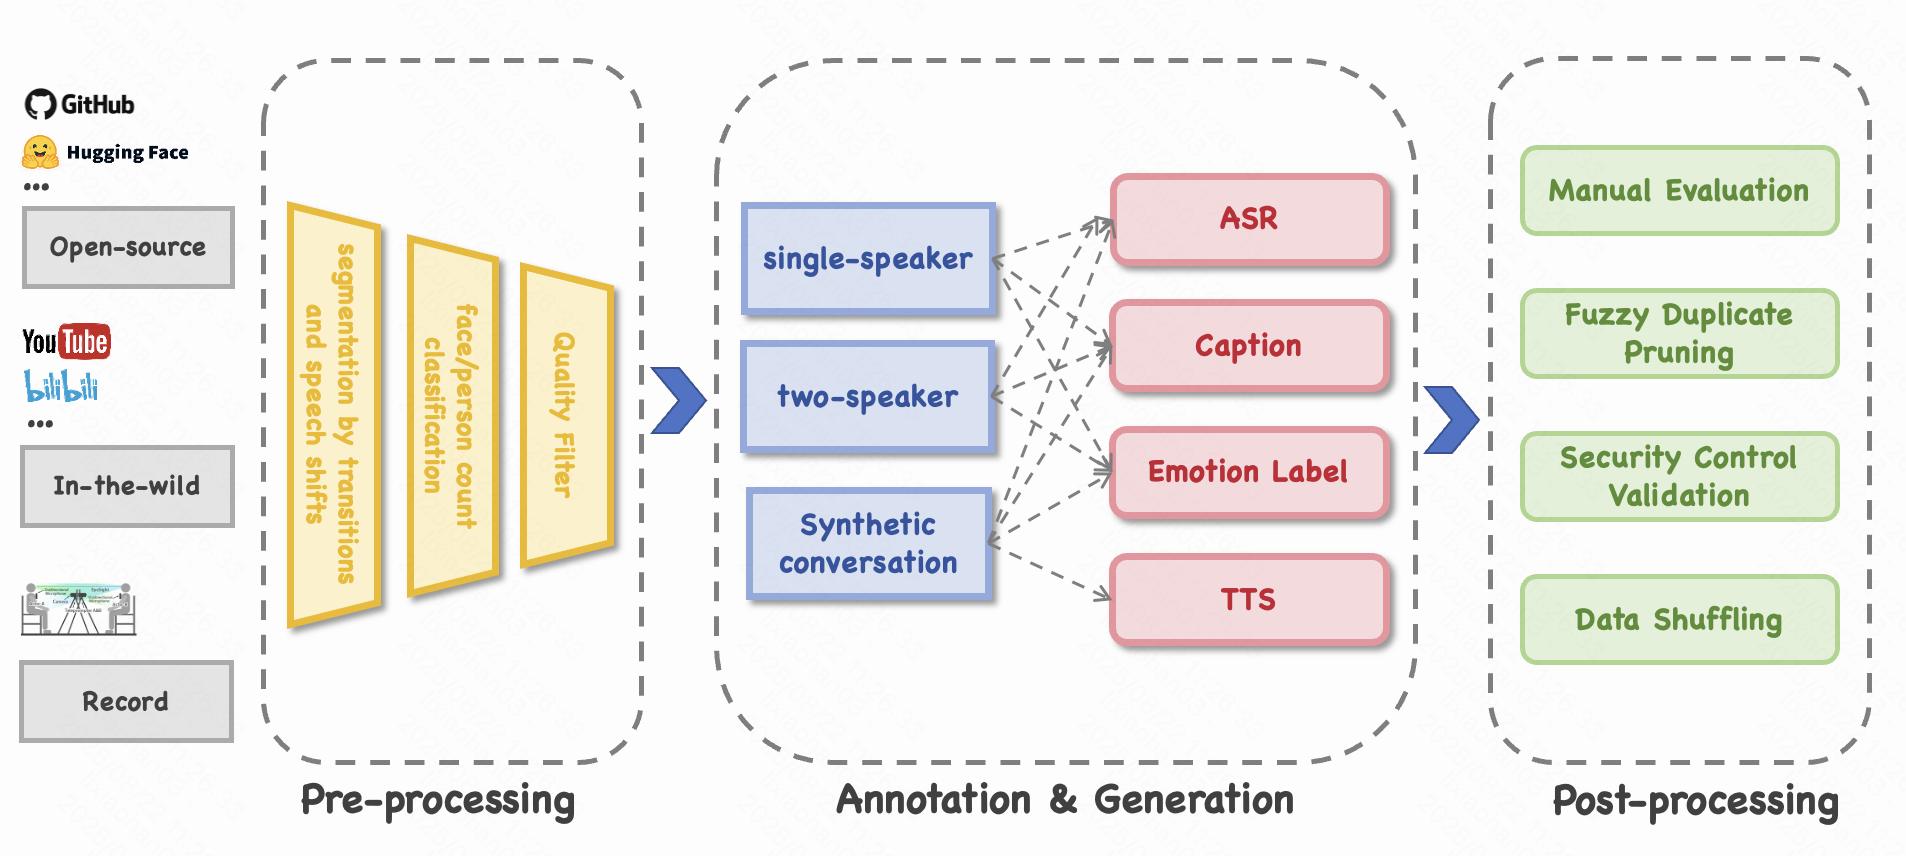 GitHub
Hugging Face
...
Open-source
YouTube
bilibili
...
In-the-wild
Record
segmentation by transitions
and speech shifts
face/person count
classification
Quality Filter
Pre-processing
single-speaker
two-speaker
Synthetic
conversation
ASR
Caption
Emotion Label
TTS
Annotation & Generation
Manual Evaluation
Fuzzy Duplicate
Pruning
Security Control
Validation
Data Shuffling
Post-processing